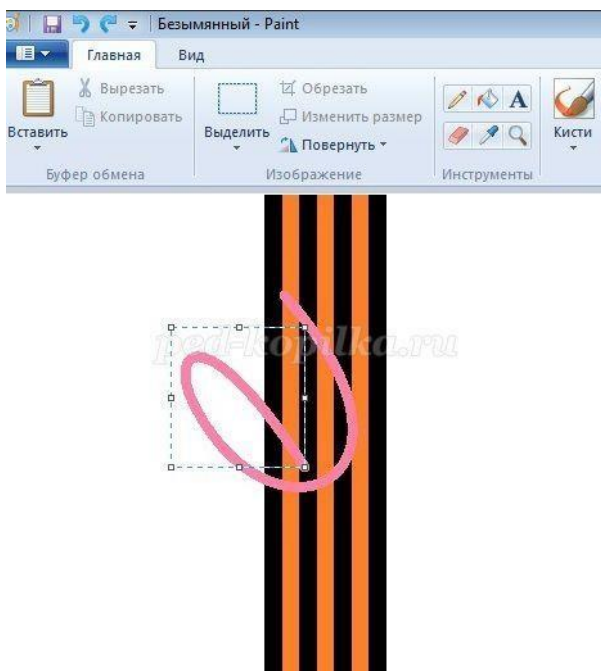 Безымянный - Paint
Главная Вид
Вставить
Вырезать
Копировать
Буфер обмена
Выделить
Обрезать
Изменить размер
Повернуть
Изображение
A
Инструменты
Кисти
ped-kopilka.ru